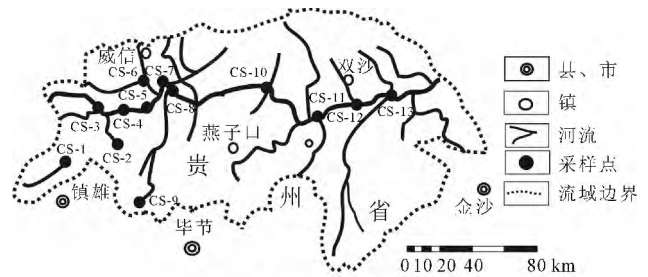 威信
CS-6
CS-7
CS-5
CS-8
CS-3
CS-4
CS-10
双沙
CS-11
CS-12
CS-13
CS-1
CS-2
CS-9
燕子口
贵
州
省
镇雄
毕节
金沙
县、市
镇
河流
采样点
流域边界
0 10 20 40 80 km